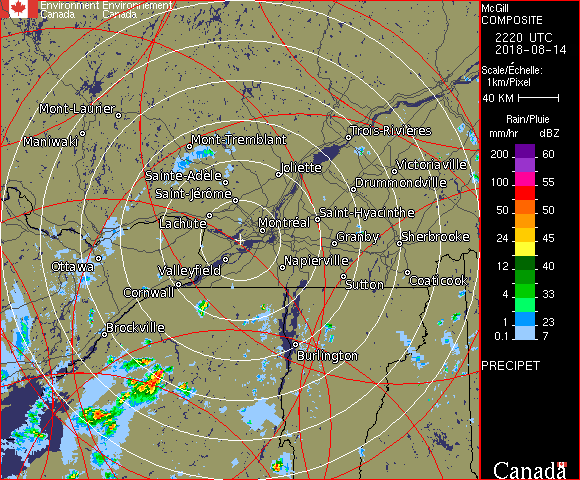 Environment Environnement
Canada Canada
McGill
COMPOSITE
2220 UTC
2018-08-14
Scale/Échelle:
1km/Pixel
40 KM
Rain/Pluie
mm/hr dBZ
200 60
100 55
50 50
24 45
12 40
4 33
1 23
0.1 7
PRECIPET
Canada
Mont-Laurier
Maniwaki
Mont-Tremblant
Trois-Rivières
Sainte-Adèle
Joliette
Victoriaville
Drummondville
Saint-Jérôme
Lachute
Montréal
Saint-Hyacinthe
Granby
Sherbrooke
Ottawa
Valleyfield
Napierville
Cornwall
Sutton
Coaticook
Brockville
Burlington